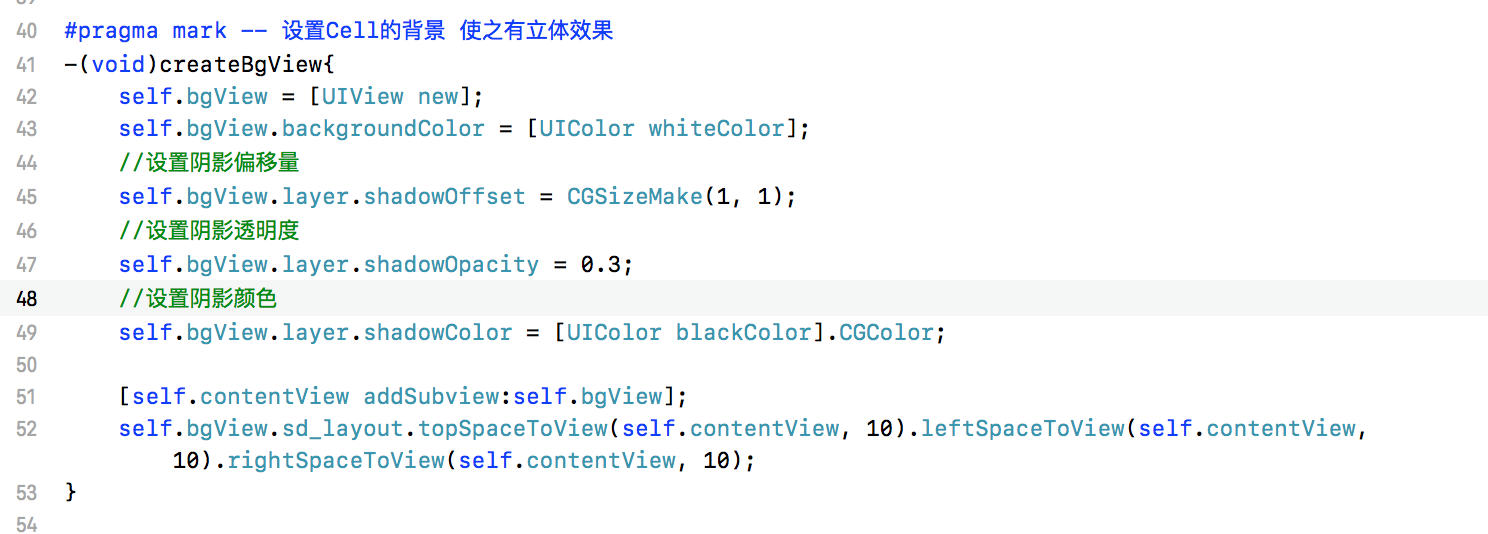 40 #pragma mark -- 设置Cell的背景 使之有立体效果
41 -(void)createBgView{
42     self.bgView = [UIView new];
43     self.bgView.backgroundColor = [UIColor whiteColor];
44     //设置阴影偏移量
45     self.bgView.layer.shadowOffset = CGSizeMake(1, 1);
46     //设置阴影透明度
47     self.bgView.layer.shadowOpacity = 0.3;
48     //设置阴影颜色
49     self.bgView.layer.shadowColor = [UIColor blackColor].CGColor;
50
51     [self.contentView addSubview:self.bgView];
52     self.bgView.sd_layout.topSpaceToView(self.contentView, 10).leftSpaceToView(self.contentView,
        10).rightSpaceToView(self.contentView, 10);
53 }
54